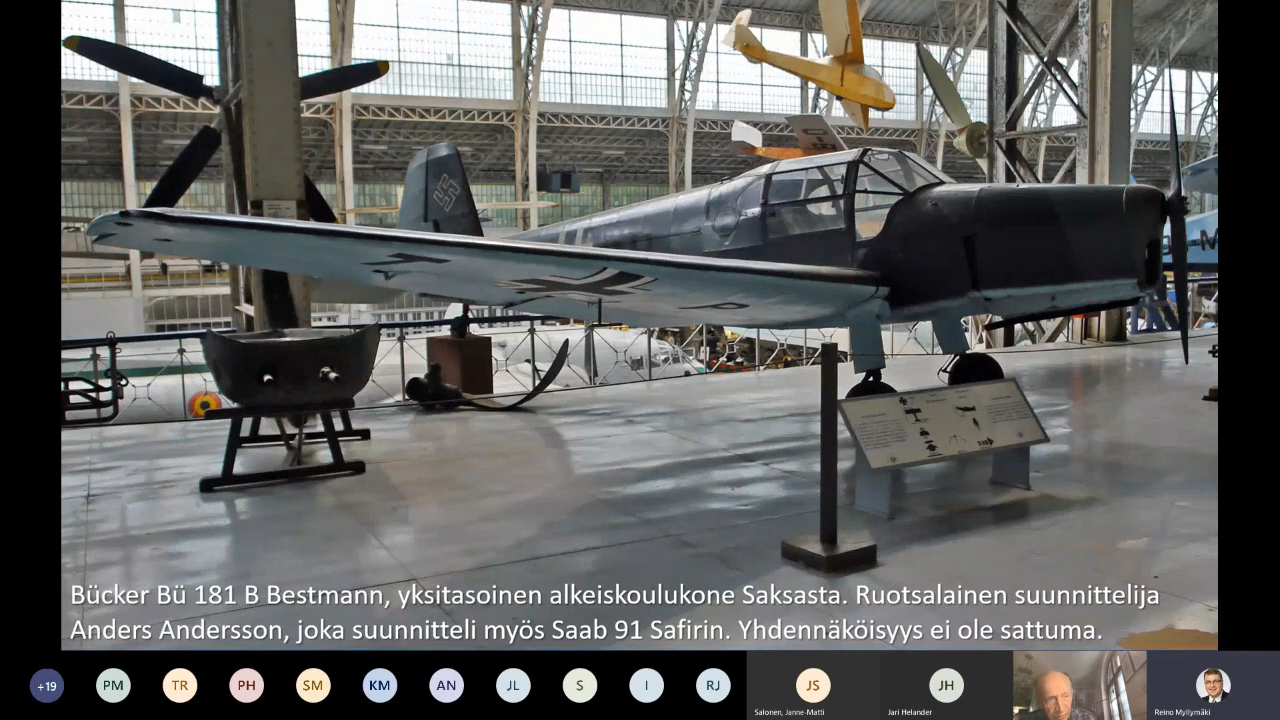 Bücker Bü 181 B Bestmann, yksitasoinen alkeiskoulukone Saksasta. Ruotsalainen suunnittelija
Anders Andersson, joka suunnitteli myös Saab 91 Safirin. Yhdennäköisyys ei ole sattuma.
+19
PM
TR
PH
SM
KM
AN
JL
S
I
RJ
JS
JH
Salonen, Janne-Matti
Jari Helander
Reino Myllymäki